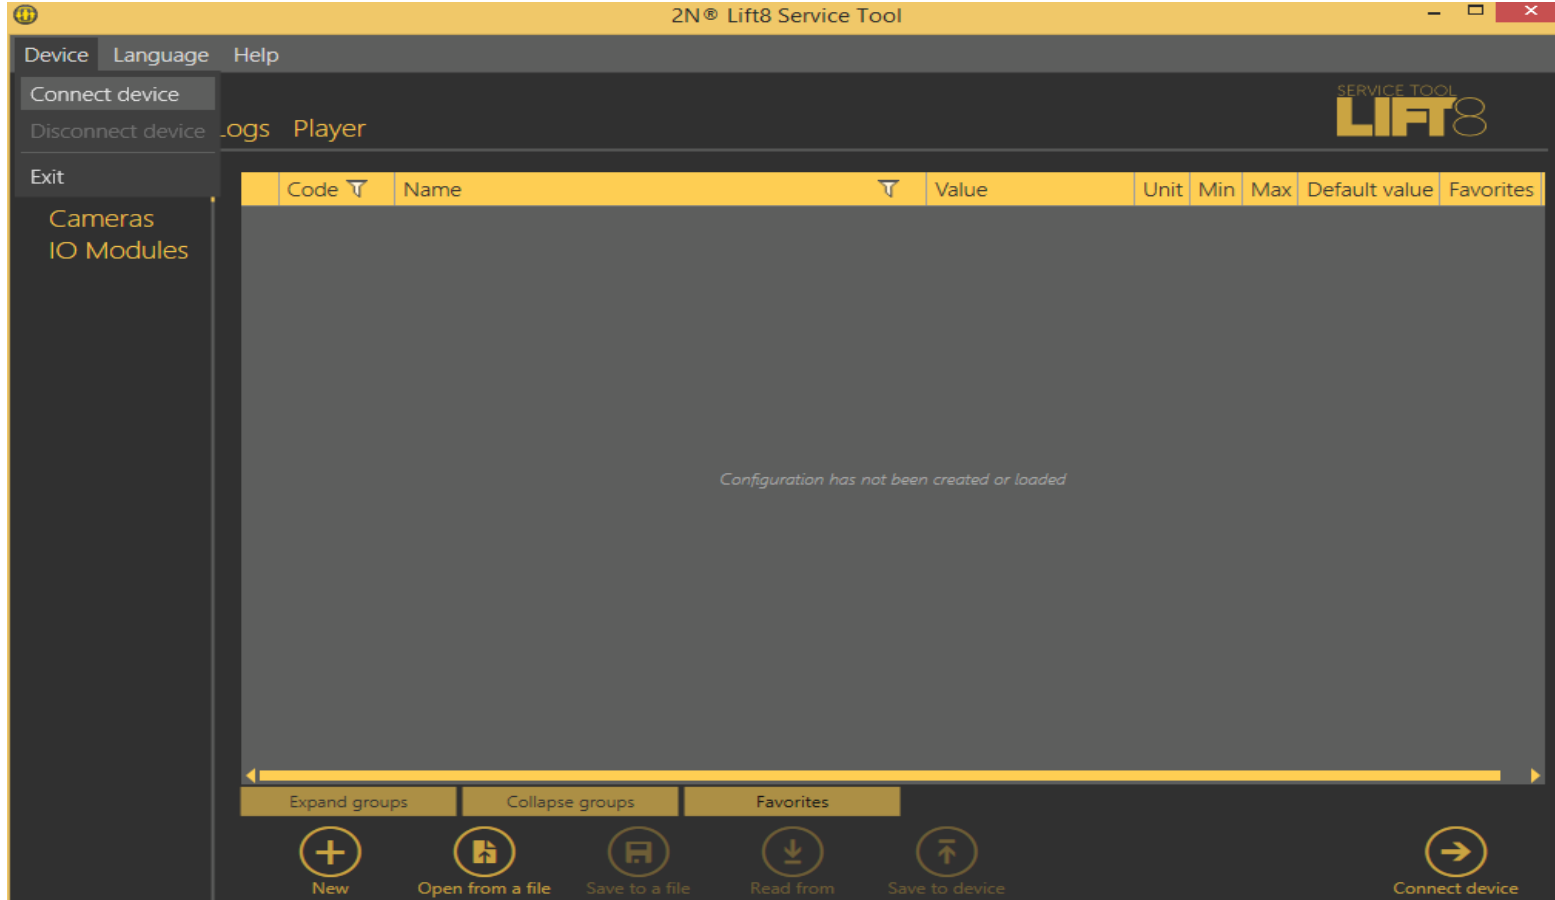 2N® Lift8 Service Tool
Device Language Help
Connect device
Disconnect device
Exit
Logs Player
SERVICE TOOL
LIFT8
Cameras
IO Modules
Code Name Value Unit Min Max Default value Favorites
Configuration has not been created or loaded
Expand groups Collapse groups Favorites
New Open from a file Save to a file Read from Save to device Connect device